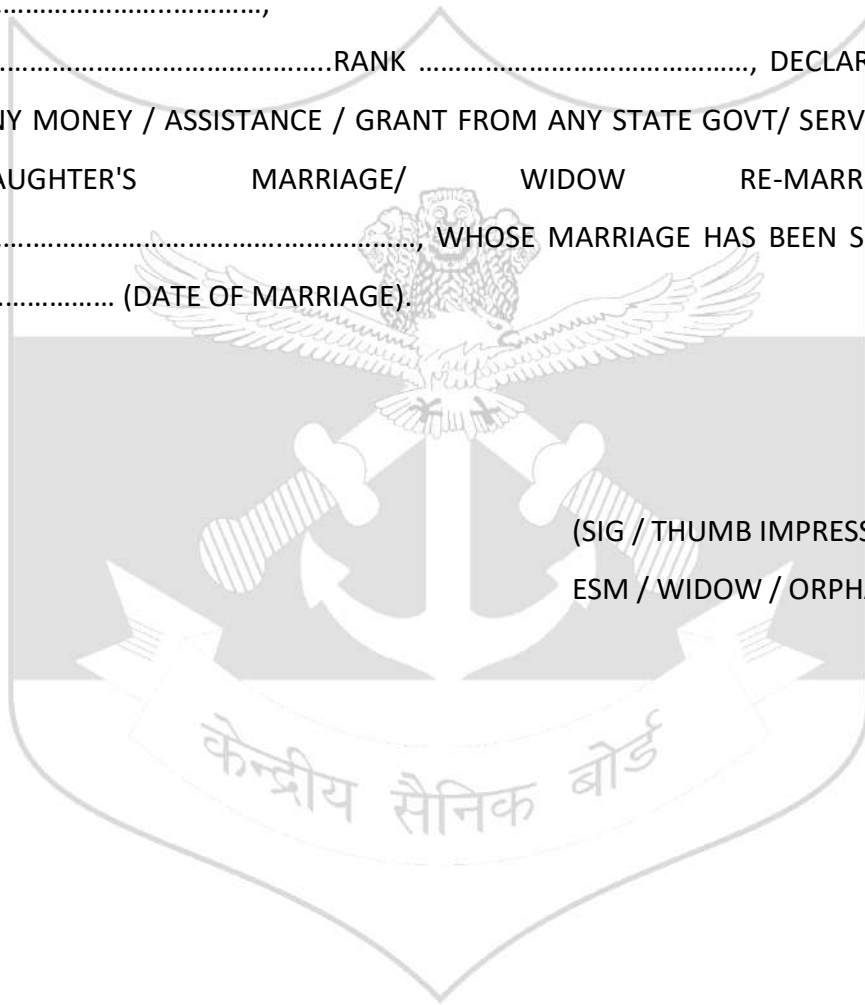 ……………………..…………,
…………………………………….RANK ………………………………………, DECLAR
NY MONEY / ASSISTANCE / GRANT FROM ANY STATE GOVT/ SERV
AUGHTER'S MARRIAGE/ WIDOW RE-MARR
………………………………..………………, WHOSE MARRIAGE HAS BEEN S
……………… (DATE OF MARRIAGE).
(SIG / THUMB IMPRESS
ESM / WIDOW / ORPHA
केन्द्रीय सैनिक बोर्ड